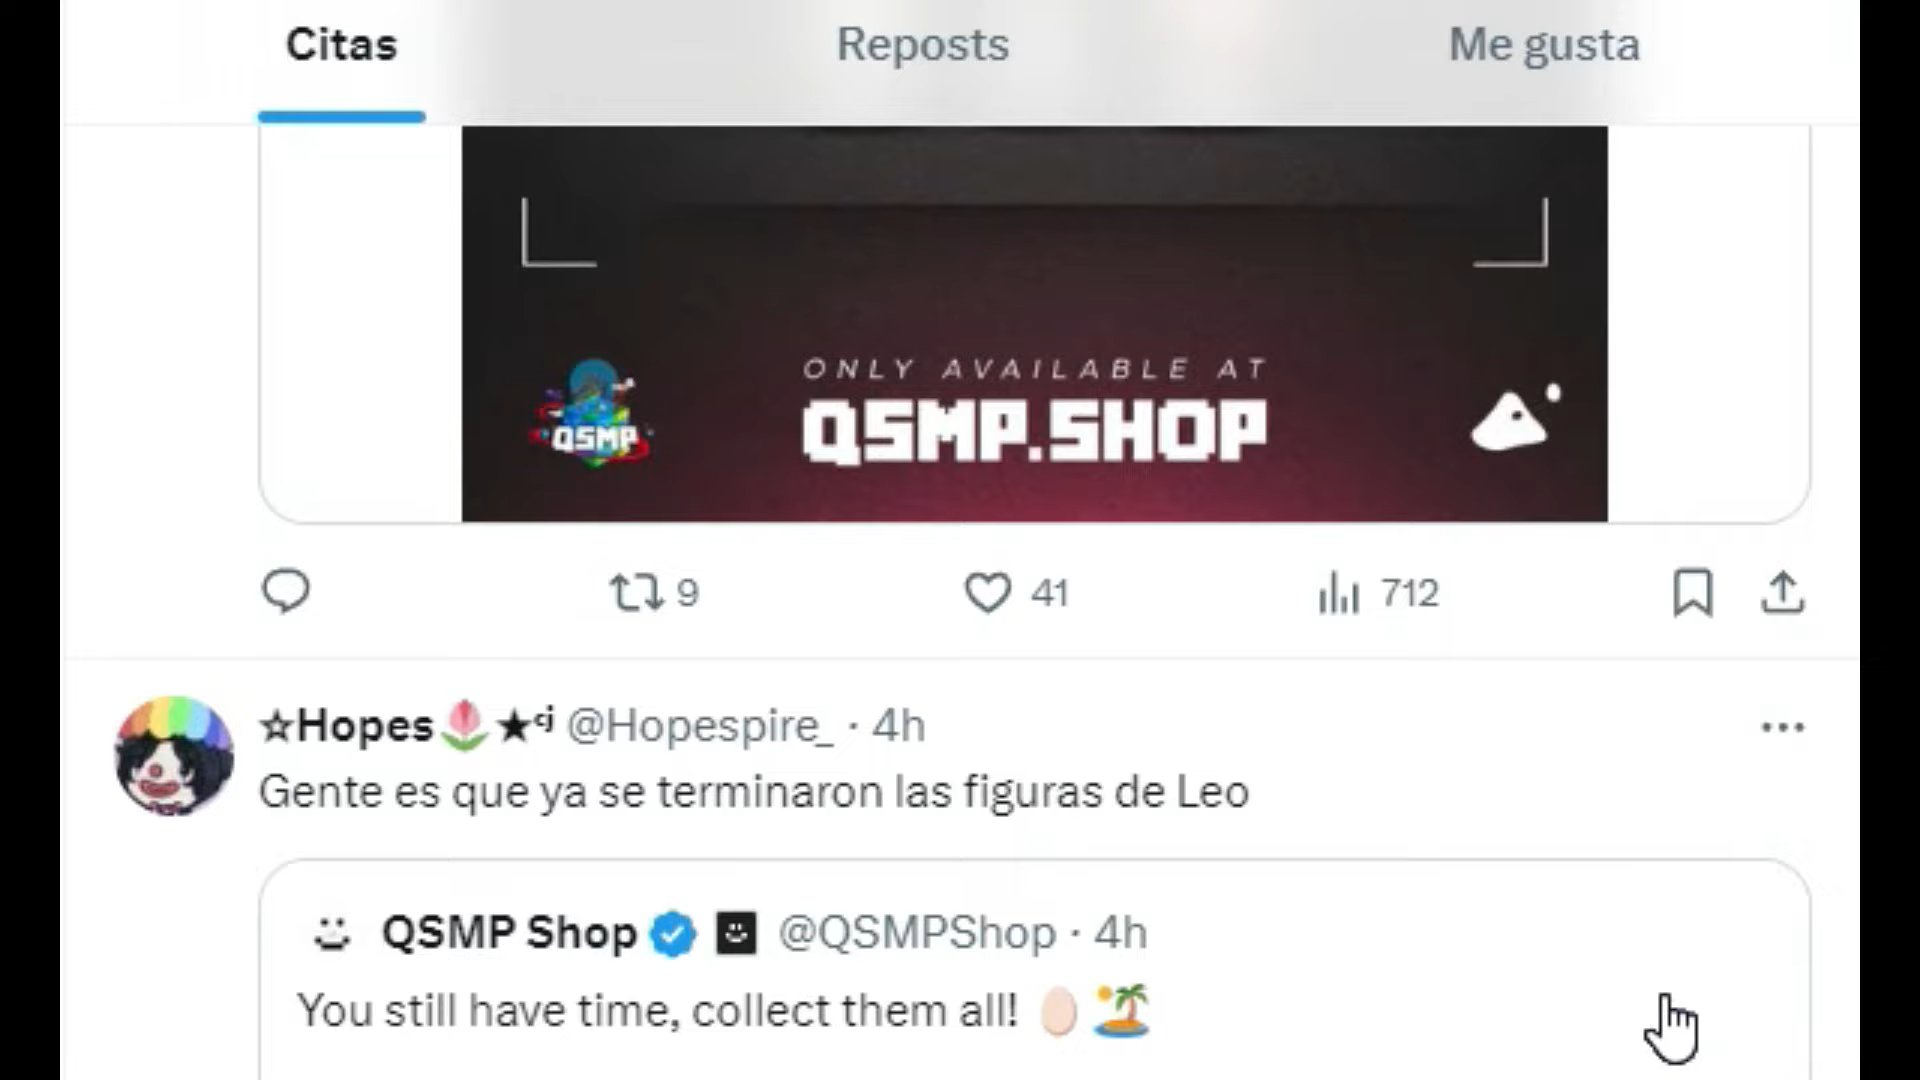 Citas Reposts Me gusta
ONLY AVAILABLE AT
QSMP QSMP.SHOP
9 41 712
☆Hopes🌷★ᶜʲ @Hopespire_ · 4h
Gente es que ya se terminaron las figuras de Leo
QSMP Shop @QSMPShop · 4h
You still have time, collect them all! 🥚 🏝️